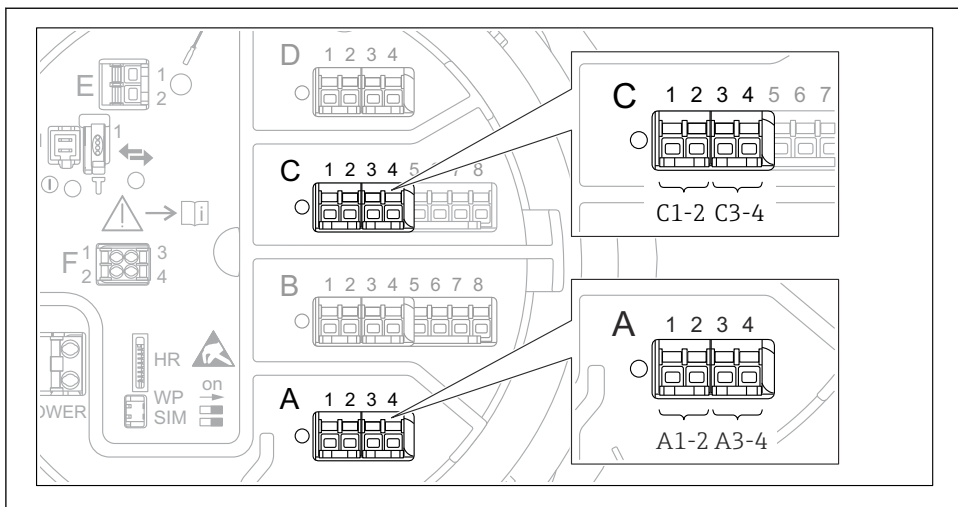 D 1 2 3 4
E 1
2
1
C 1 2 3 4 5 6 7 8
i
F 1 3
2 4
B 1 2 3 4 5 6 7 8
HR
WP on
SIM
OWER
A 1 2 3 4
C 1 2 3 4 5 6 7
C1-2 C3-4
A 1 2 3 4
A1-2 A3-4